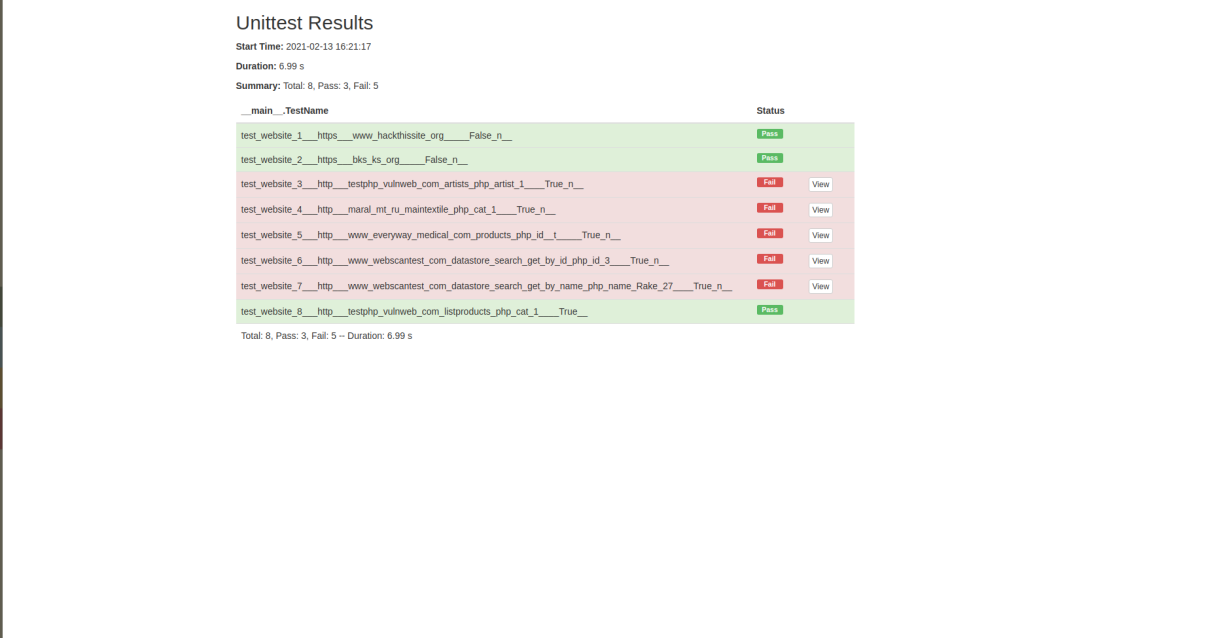 Unittest Results
Start Time: 2021-02-13 16:21:17
Duration: 6.99 s
Summary: Total: 8, Pass: 3, Fail: 5
__main__.TestName Status
test_website_1___https___www_hackthissite_org_____False_n__ Pass
test_website_2___https___bks_ks_org_____False_n__ Pass
test_website_3___http___testphp_vulnweb_com_artists_php_artist_1____True_n__ Fail View
test_website_4___http___maral_mt_ru_maintextile_php_cat_1____True_n__ Fail View
test_website_5___http___www_everyway_medical_com_products_php_id__t_____True_n__ Fail View
test_website_6___http___www_webscantest_com_datastore_search_get_by_id_php_id_3____True_n__ Fail View
test_website_7___http___www_webscantest_com_datastore_search_get_by_name_php_name_Rake_27____True_n__ Fail View
test_website_8___http___testphp_vulnweb_com_listproducts_php_cat_1____True__ Pass
Total: 8, Pass: 3, Fail: 5 -- Duration: 6.99 s